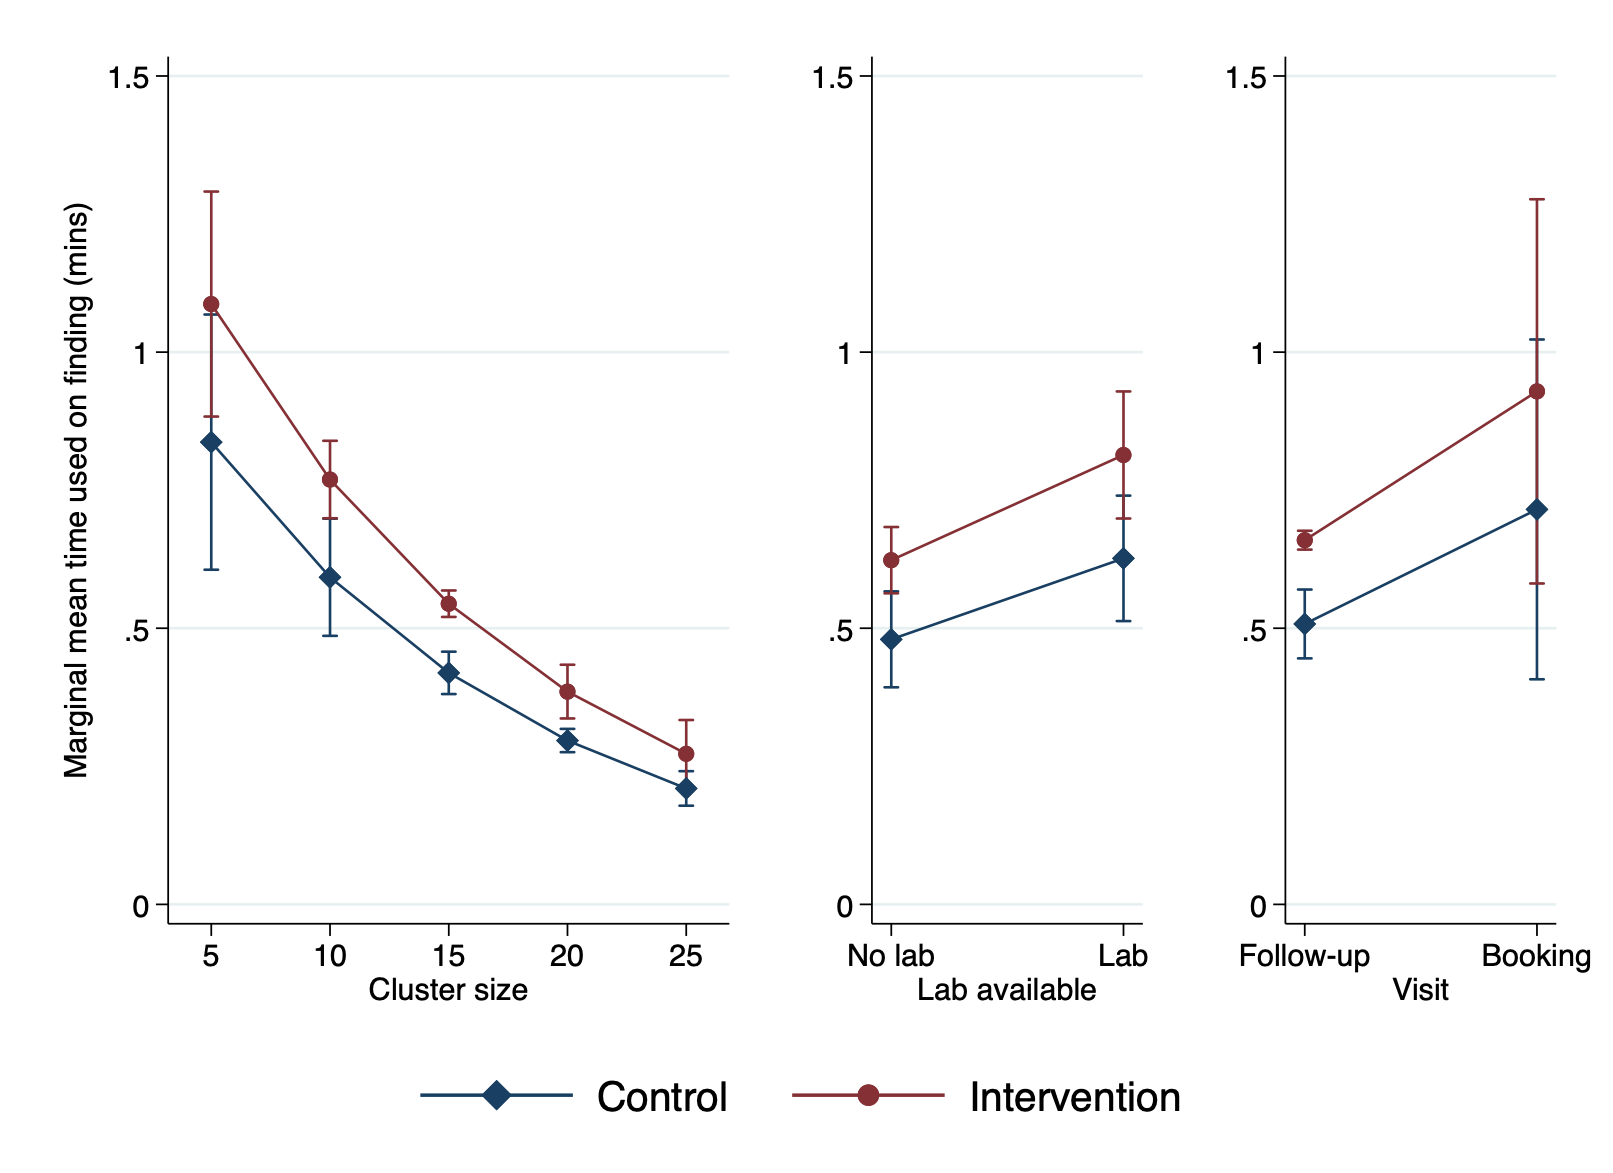 Marginal mean time used on finding (mins)
1.5
1
.5
0
5 10 15 20 25
Cluster size
1.5
1
.5
0
No lab Lab
Lab available
1.5
1
.5
0
Follow-up Booking
Visit
Control Intervention